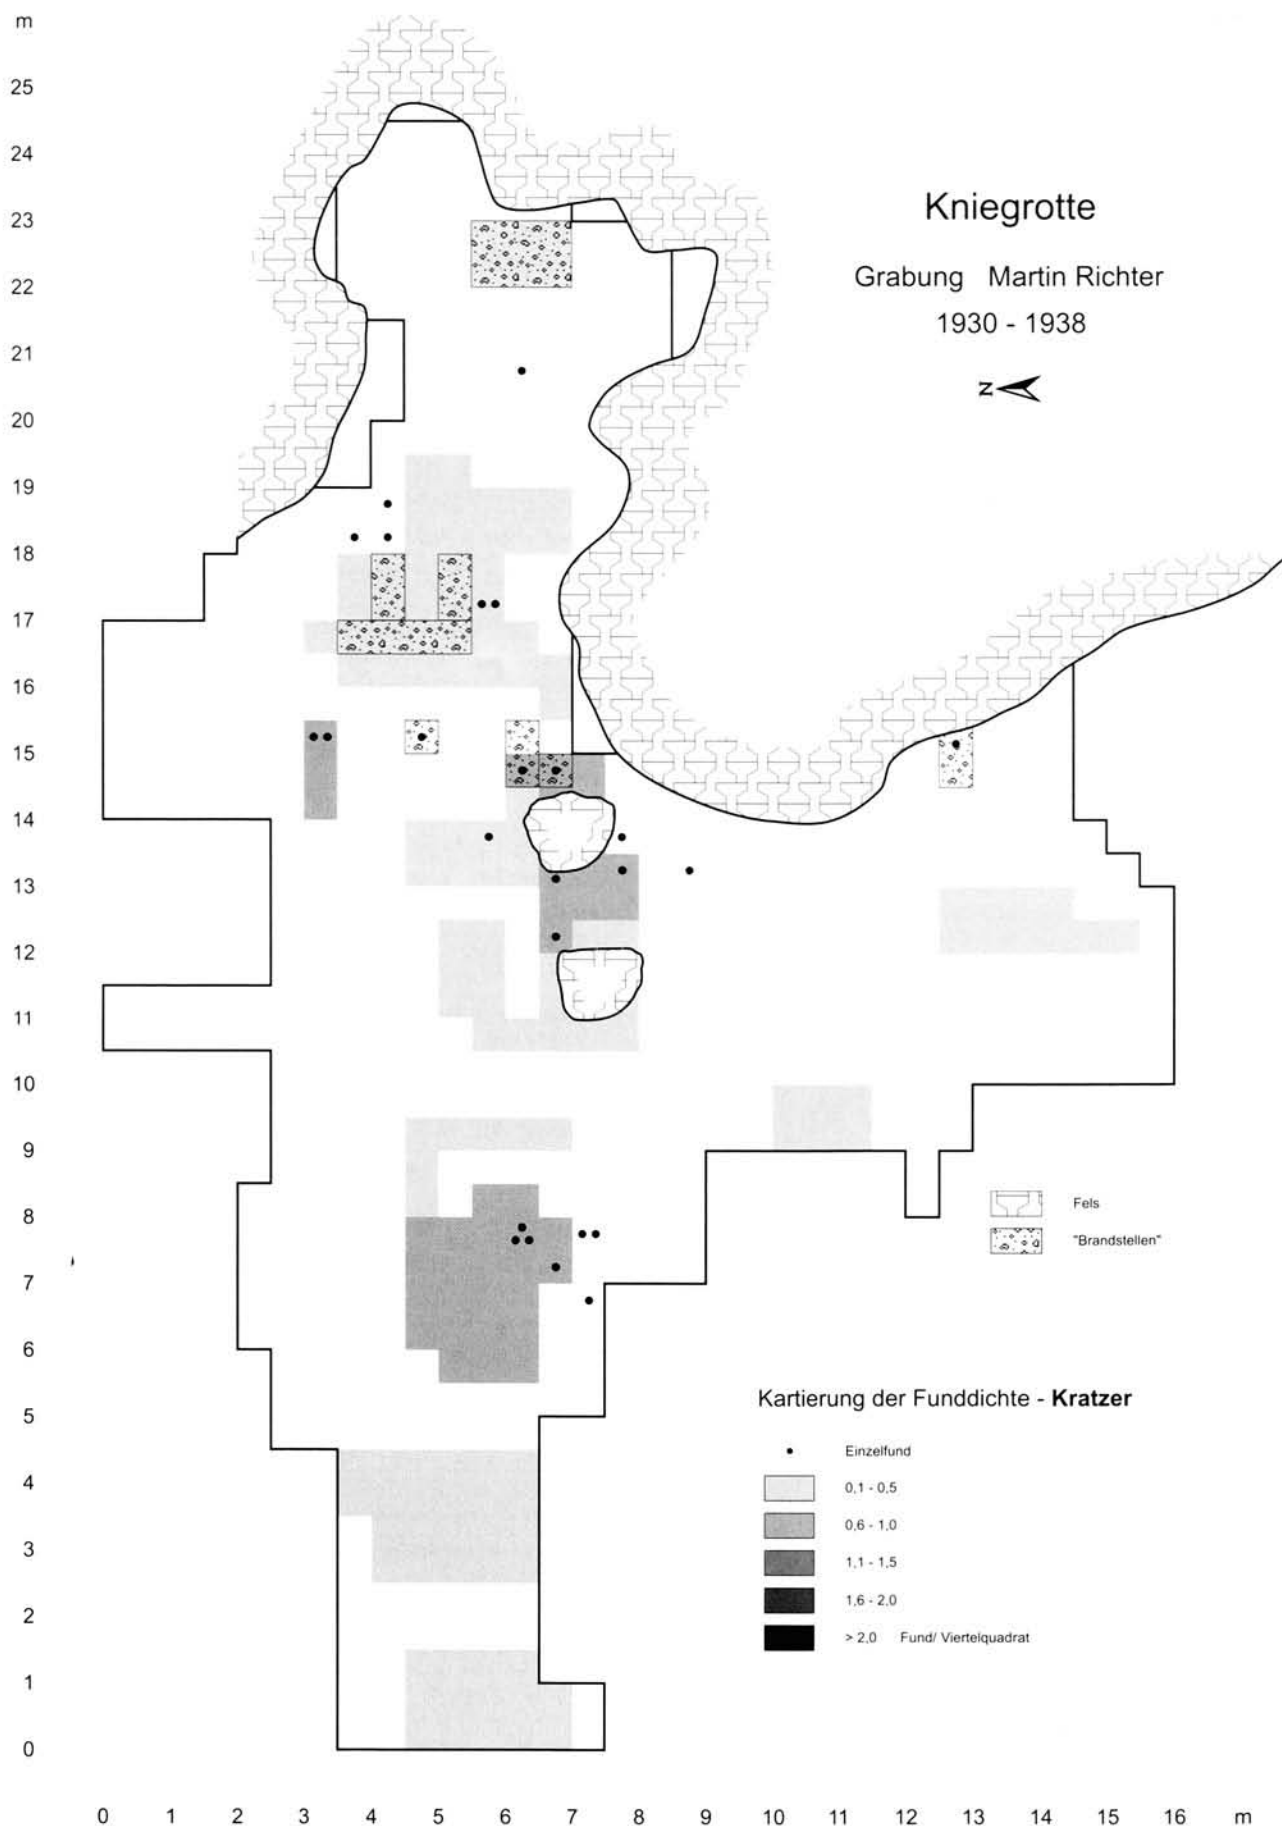 m
25
24
23
22
21
20
19
18
17
16
15
14
13
12
11
10
9
8
7
6
5
4
3
2
1
0
Kniegrotte
Grabung Martin Richter
1930 - 1938
N
Fels
"Brandstellen"
Kartierung der Funddichte - Kratzer
Einzelfund
0,1 - 0,5
0,6 - 1,0
1,1 - 1,5
1,6 - 2,0
> 2,0 Fund/ Viertelquadrat
0 1 2 3 4 5 6 7 8 9 10 11 12 13 14 15 16 m